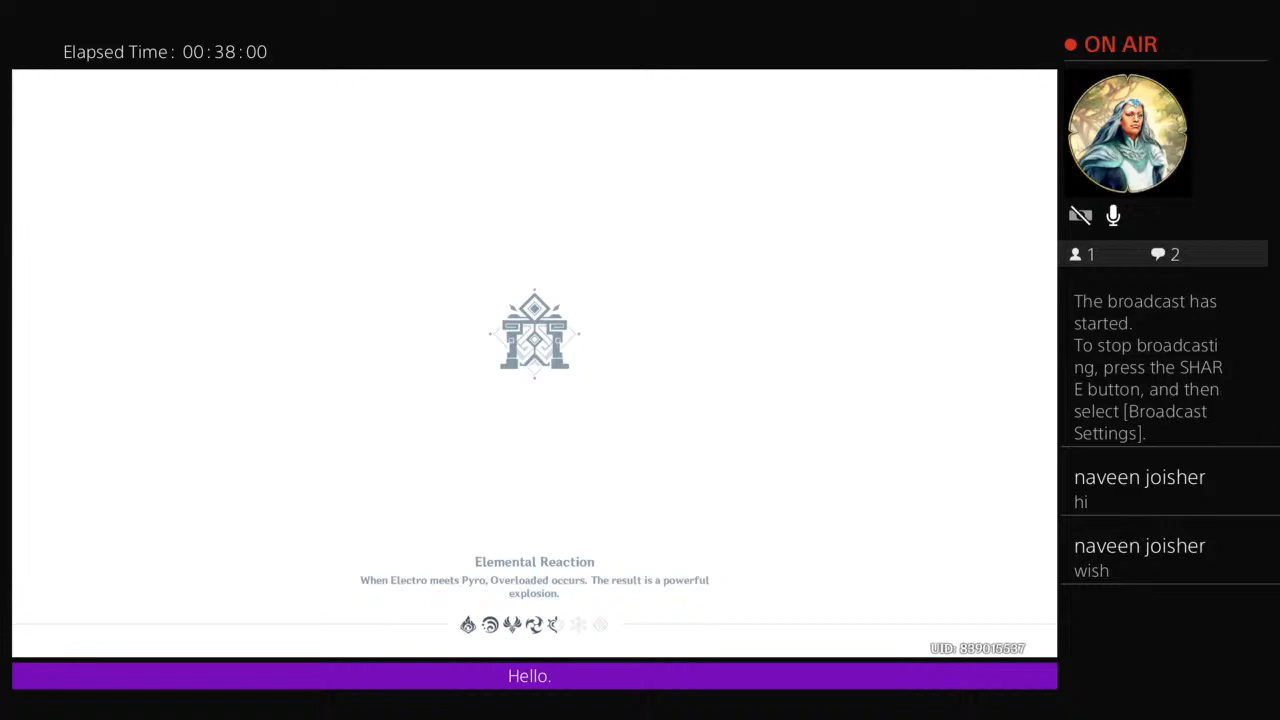 Elapsed Time: 00:38:00
ON AIR
1
2
The broadcast has
started.
To stop broadcasti
ng, press the SHAR
E button, and then
select [Broadcast
Settings].
naveen joisher
hi
naveen joisher
wish
Elemental Reaction
When Electro meets Pyro, Overloaded occurs. The result is a powerful
explosion.
UID: 839015537
Hello.